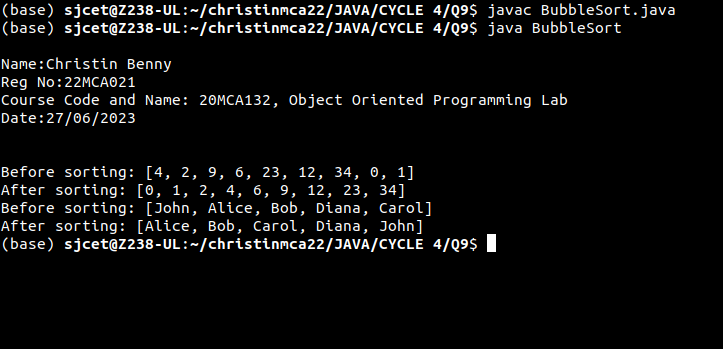 (base) sjcet@Z238-UL:~/christinmca22/JAVA/CYCLE 4/Q9$ javac BubbleSort.java
(base) sjcet@Z238-UL:~/christinmca22/JAVA/CYCLE 4/Q9$ java BubbleSort
Name:Christin Benny
Reg No:22MCA021
Course Code and Name: 20MCA132, Object Oriented Programming Lab
Date:27/06/2023
Before sorting: [4, 2, 9, 6, 23, 12, 34, 0, 1]
After sorting: [0, 1, 2, 4, 6, 9, 12, 23, 34]
Before sorting: [John, Alice, Bob, Diana, Carol]
After sorting: [Alice, Bob, Carol, Diana, John]
(base) sjcet@Z238-UL:~/christinmca22/JAVA/CYCLE 4/Q9$